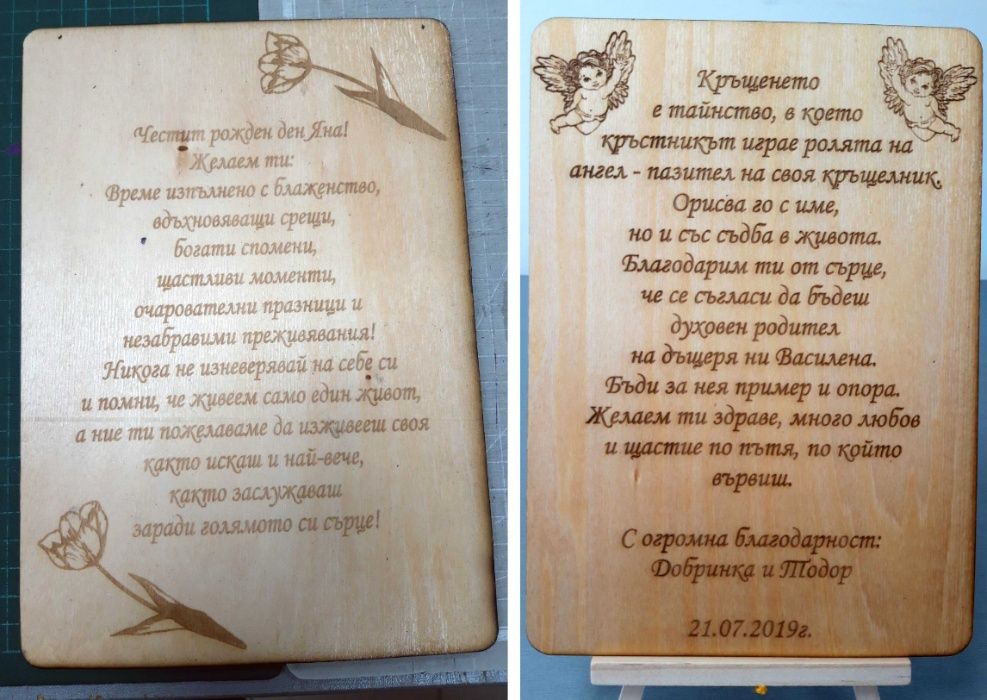 Честит рожден ден Яна!
Желаем ти:
Време изпълнено с блаженство,
вдъхновяващи срещи,
богати спомени,
щастливи моменти,
очарователни празници и
незабравими преживявания!
Никога не изневерявай на себе си
и помни, че живеем само един живот,
а ние ти пожелаваме да изживееш своя
както искаш и най-вече,
както заслужаваш
заради голямото си сърце!
Кръщенето
е тайнство, в което
кръстникът играе ролята на
ангел - пазител на своя кръщелник.
Орисва го с име,
но и със съдба в живота.
Благодарим ти от сърце,
че се съгласи да бъдеш
духовен родител
на дъщеря ни Василена.
Бъди за нея пример и опора.
Желаем ти здраве, много любов
и щастие по пътя, по който
вървиш.
С огромна благодарност:
Добринка и Тодор
21.07.2019г.